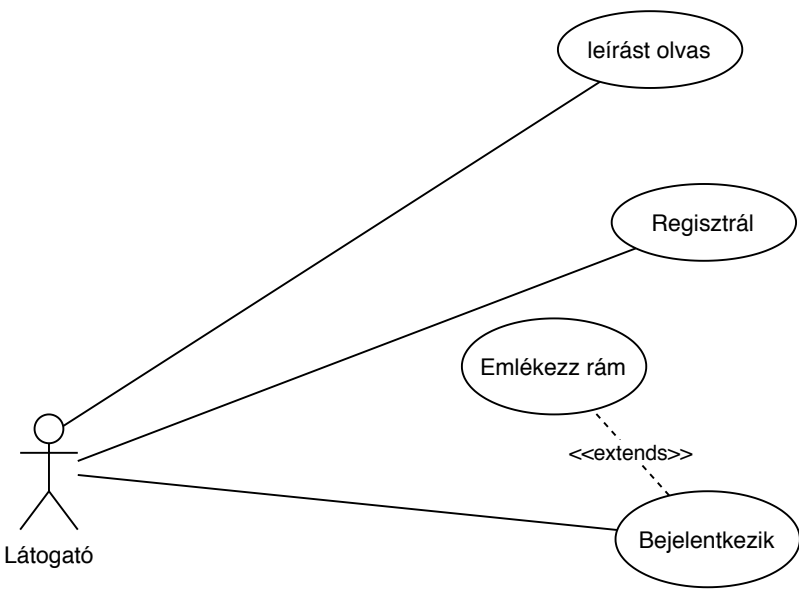 leírást olvas
Regisztrál
Emlékezz rám
<<extends>>
Bejelentkezik
Látogató